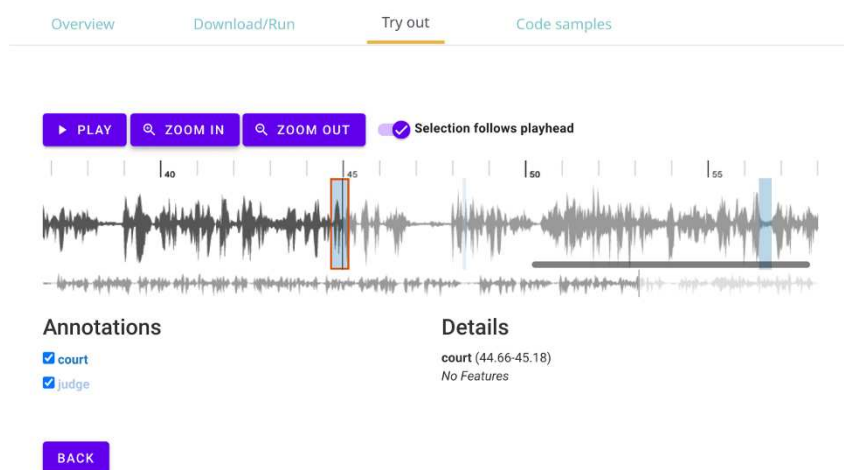 Overview Download/Run Try out Code samples
PLAY ZOOM IN ZOOM OUT Selection follows playhead
40 45 50 55
Annotations
court
judge
Details
court (44.66-45.18)
No Features
BACK